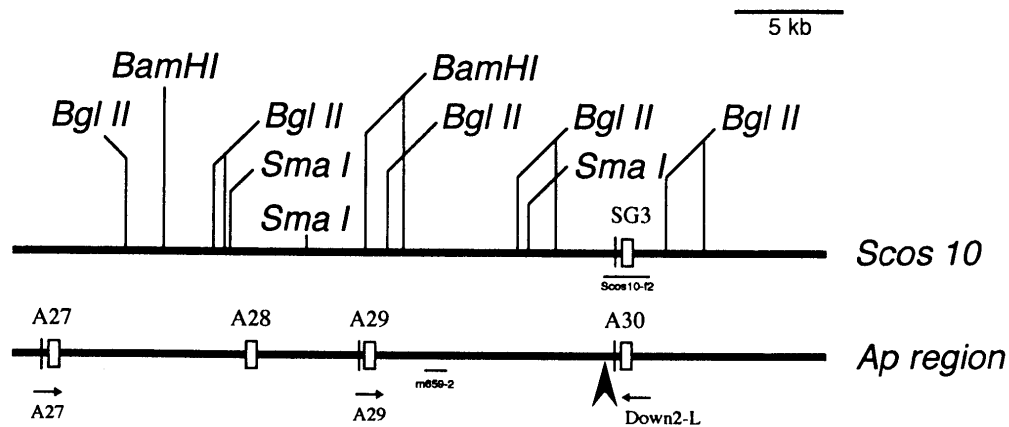 5 kb
BamHI
BamHI
Bgl II
Bgl II
Bgl II
Bgl II
Bgl II
Sma I
Sma I
Sma I
SG3
Scos 10
Scos10-f2
A27
A28
A29
A30
Ap region
m659-2
A27
A29
Down2-L